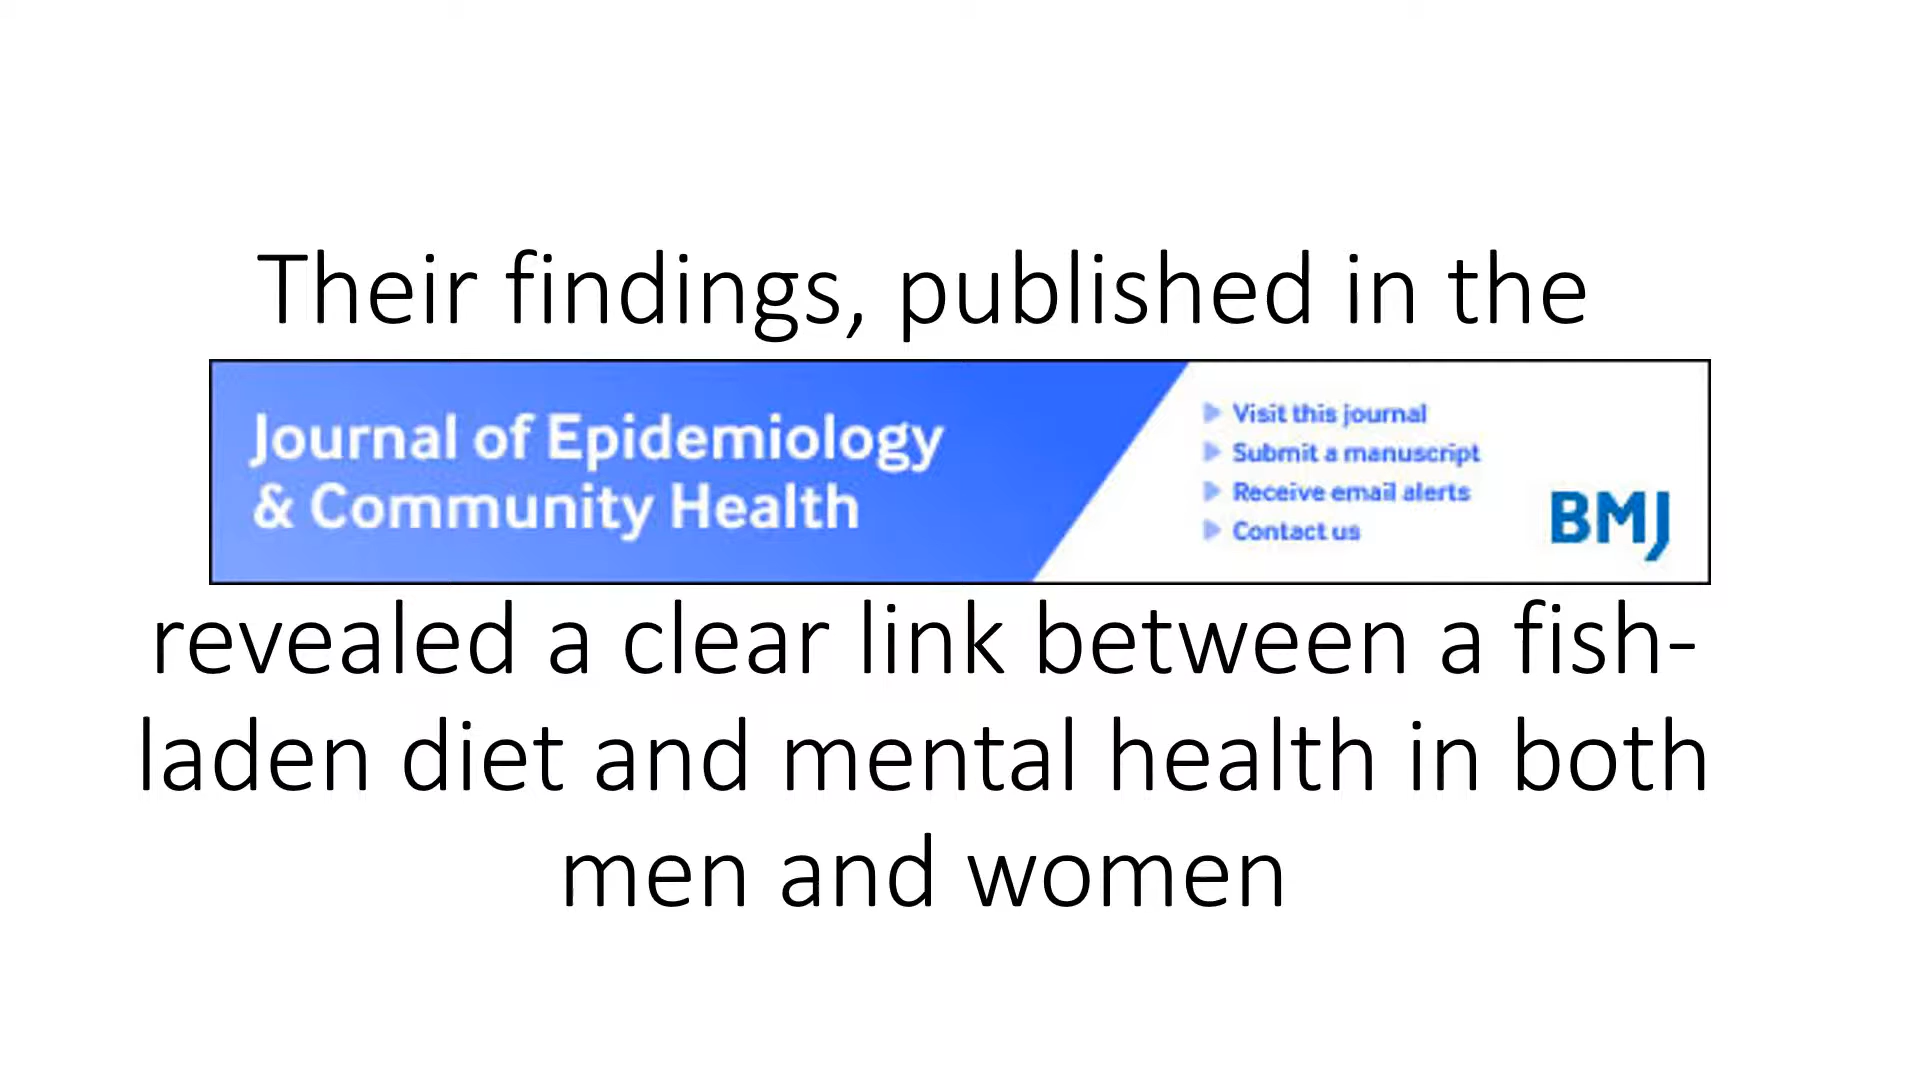 Their findings, published in the
Journal of Epidemiology
& Community Health
Visit this journal
Submit a manuscript
Receive email alerts
Contact us
BMJ
revealed a clear link between a fish-
laden diet and mental health in both
men and women